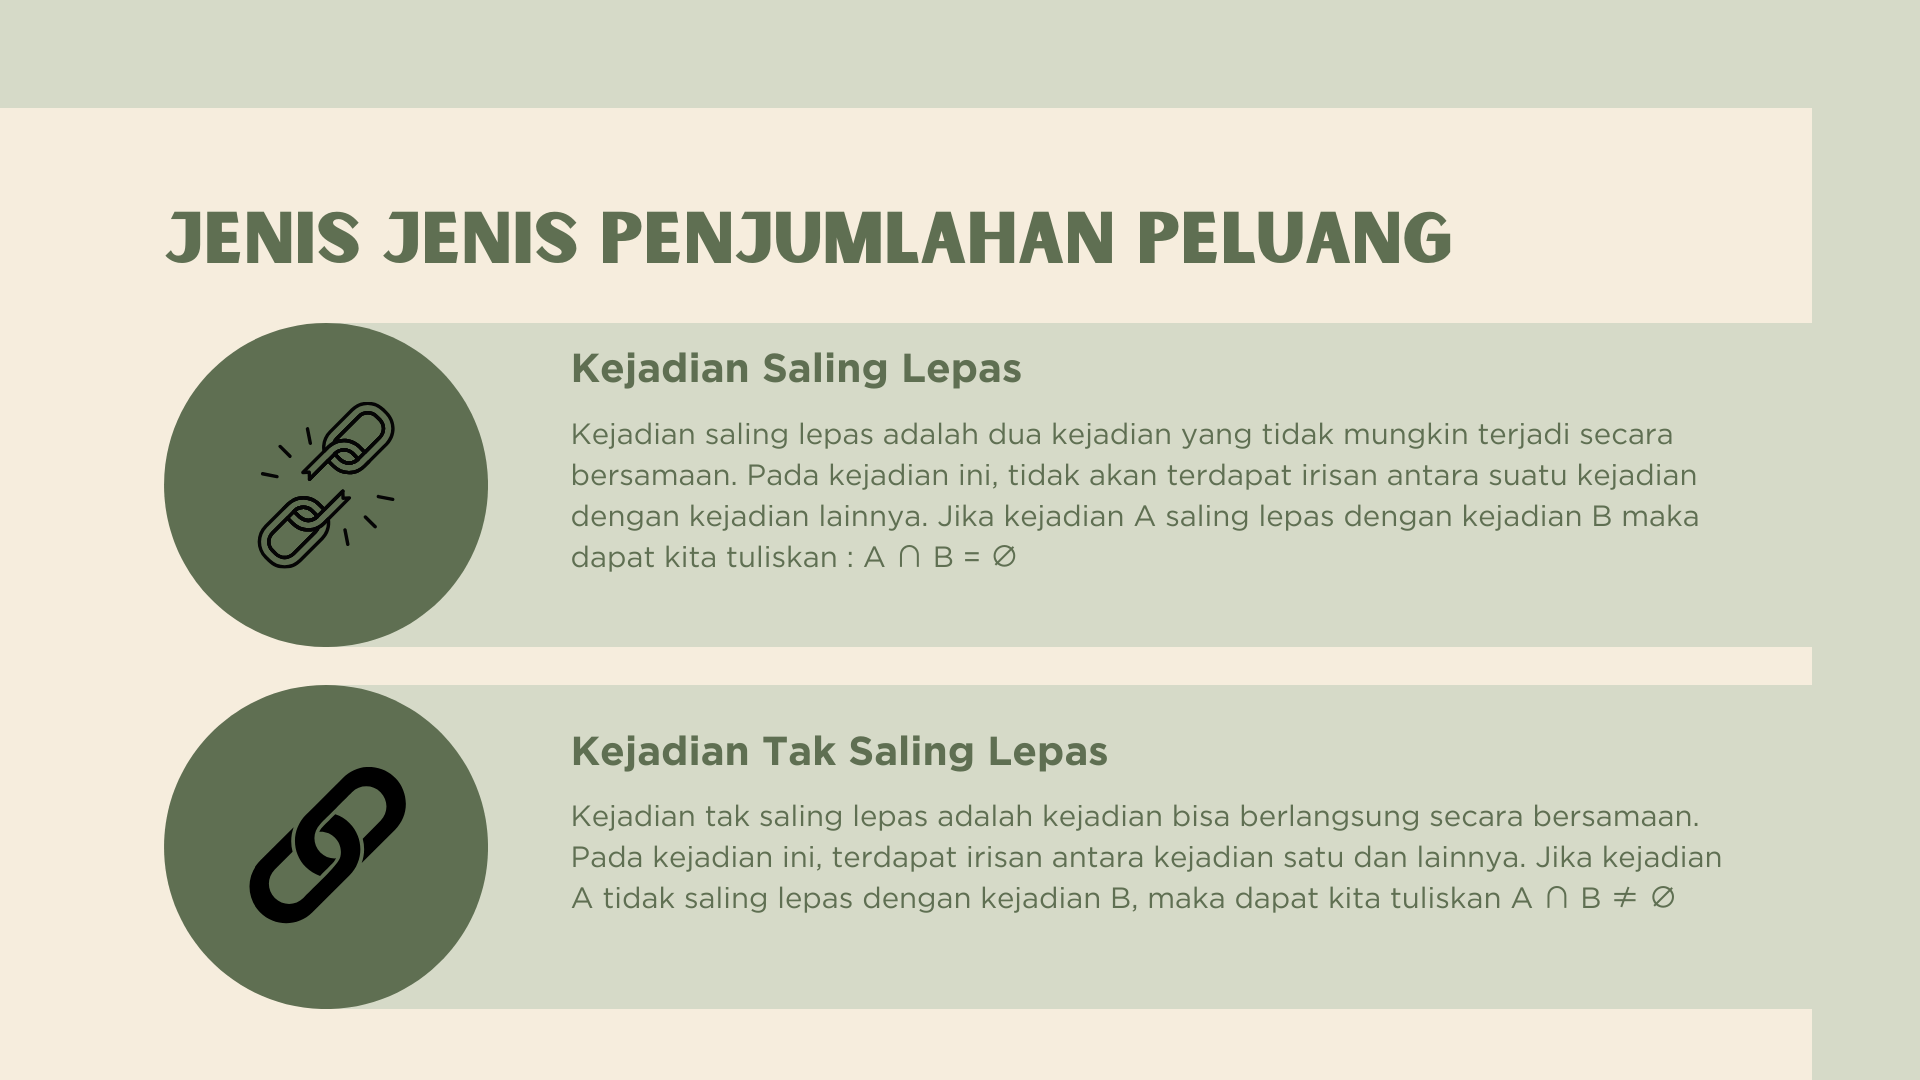 JENIS JENIS PENJUMLAHAN PELUANG
Kejadian Saling Lepas
Kejadian saling lepas adalah dua kejadian yang tidak mungkin terjadi secara
bersamaan. Pada kejadian ini, tidak akan terdapat irisan antara suatu kejadian
dengan kejadian lainnya. Jika kejadian A saling lepas dengan kejadian B maka
dapat kita tuliskan : A ∩ B = ∅
Kejadian Tak Saling Lepas
Kejadian tak saling lepas adalah kejadian bisa berlangsung secara bersamaan.
Pada kejadian ini, terdapat irisan antara kejadian satu dan lainnya. Jika kejadian
A tidak saling lepas dengan kejadian B, maka dapat kita tuliskan A ∩ B ≠ ∅